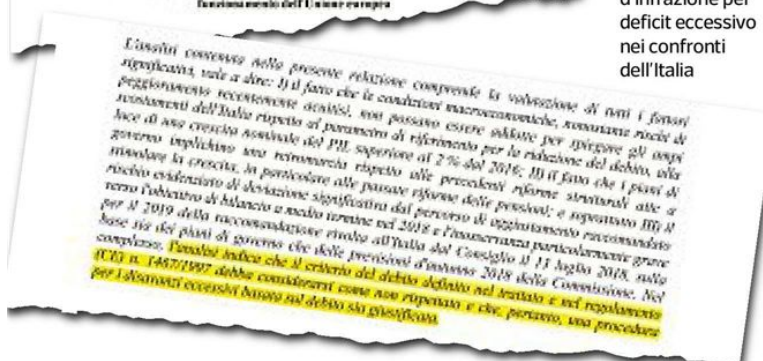 funzionamento dell'Unione europea
d'infrazione per
deficit eccessivo
nei confronti
dell'Italia
L'analisi contenuta nella presente relazione comprende la valutazione di tutti i fattori
significativi, vale a dire: I) il fatto che le condizioni macroeconomiche, nonostante rischi di
peggioramento recentemente acuitisi, non possano essere addotte per spiegare gli ampi
scostamenti dell'Italia rispetto al parametro di riferimento per la riduzione del debito, alla
luce di una crescita nominale del PIL superiore al 2 % dal 2016; II) il fatto che i piani di
governo implichino una retromarcia rispetto alle precedenti riforme strutturali atte a
stimolare la crescita, in particolare alle passate riforme delle pensioni; e soprattutto III) il
rischio evidenziato di deviazione significativa dal percorso di aggiustamento raccomandato
verso l'obiettivo di bilancio a medio termine nel 2018 e l'inosservanza particolarmente grave
per il 2019 della raccomandazione rivolta all'Italia dal Consiglio il 13 luglio 2018, sulla
base sia dei piani di governo che delle previsioni d'autunno 2018 della Commissione. Nel
complesso, l'analisi indica che il criterio del debito definito nel trattato e nel regolamento
(CE) n. 1467/1997 debba considerarsi come non rispettato e che, pertanto, una procedura
per i disavanzi eccessivi basata sul debito sia giustificata.